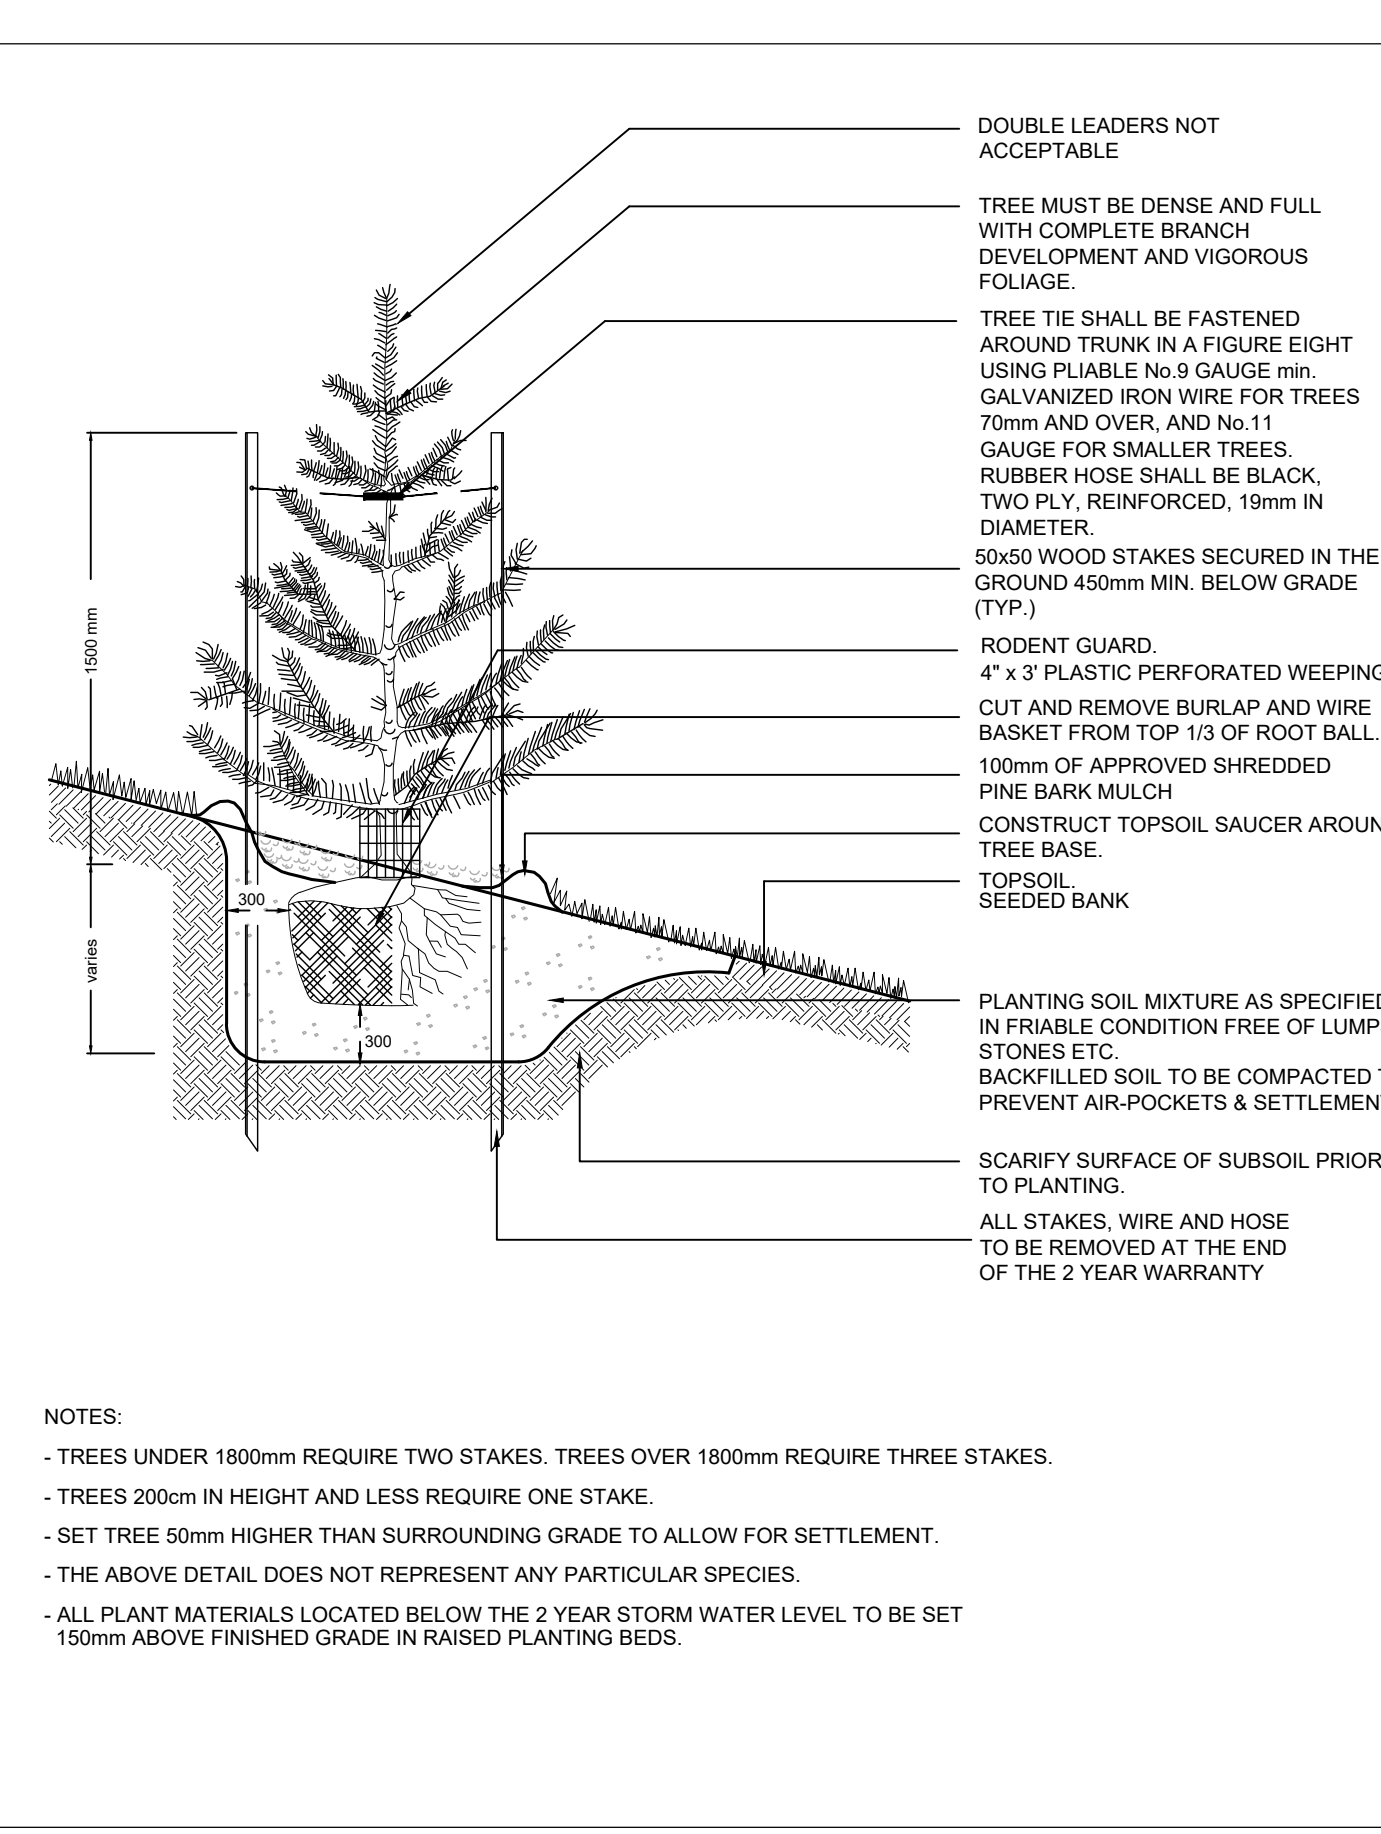 DOUBLE LEADERS NOT
ACCEPTABLE
TREE MUST BE DENSE AND FULL
WITH COMPLETE BRANCH
DEVELOPMENT AND VIGOROUS
FOLIAGE.
TREE TIE SHALL BE FASTENED
AROUND TRUNK IN A FIGURE EIGHT
USING PLIABLE No.9 GAUGE min.
GALVANIZED IRON WIRE FOR TREES
70mm AND OVER, AND No.11
GAUGE FOR SMALLER TREES.
RUBBER HOSE SHALL BE BLACK,
TWO PLY, REINFORCED, 19mm IN
DIAMETER.
50x50 WOOD STAKES SECURED IN THE
GROUND 450mm MIN. BELOW GRADE
(TYP.)
RODENT GUARD.
4" x 3' PLASTIC PERFORATED WEEPING
CUT AND REMOVE BURLAP AND WIRE
BASKET FROM TOP 1/3 OF ROOT BALL.
100mm OF APPROVED SHREDDED
PINE BARK MULCH
CONSTRUCT TOPSOIL SAUCER AROUN
TREE BASE.
TOPSOIL.
SEEDED BANK
PLANTING SOIL MIXTURE AS SPECIFIED
IN FRIABLE CONDITION FREE OF LUMP
STONES ETC.
BACKFILLED SOIL TO BE COMPACTED
PREVENT AIR-POCKETS & SETTLEMEN
SCARIFY SURFACE OF SUBSOIL PRIOR
TO PLANTING.
ALL STAKES, WIRE AND HOSE
TO BE REMOVED AT THE END
OF THE 2 YEAR WARRANTY
1500 mm
varies
300
300
NOTES:
- TREES UNDER 1800mm REQUIRE TWO STAKES. TREES OVER 1800mm REQUIRE THREE STAKES.
- TREES 200cm IN HEIGHT AND LESS REQUIRE ONE STAKE.
- SET TREE 50mm HIGHER THAN SURROUNDING GRADE TO ALLOW FOR SETTLEMENT.
- THE ABOVE DETAIL DOES NOT REPRESENT ANY PARTICULAR SPECIES.
- ALL PLANT MATERIALS LOCATED BELOW THE 2 YEAR STORM WATER LEVEL TO BE SET
150mm ABOVE FINISHED GRADE IN RAISED PLANTING BEDS.